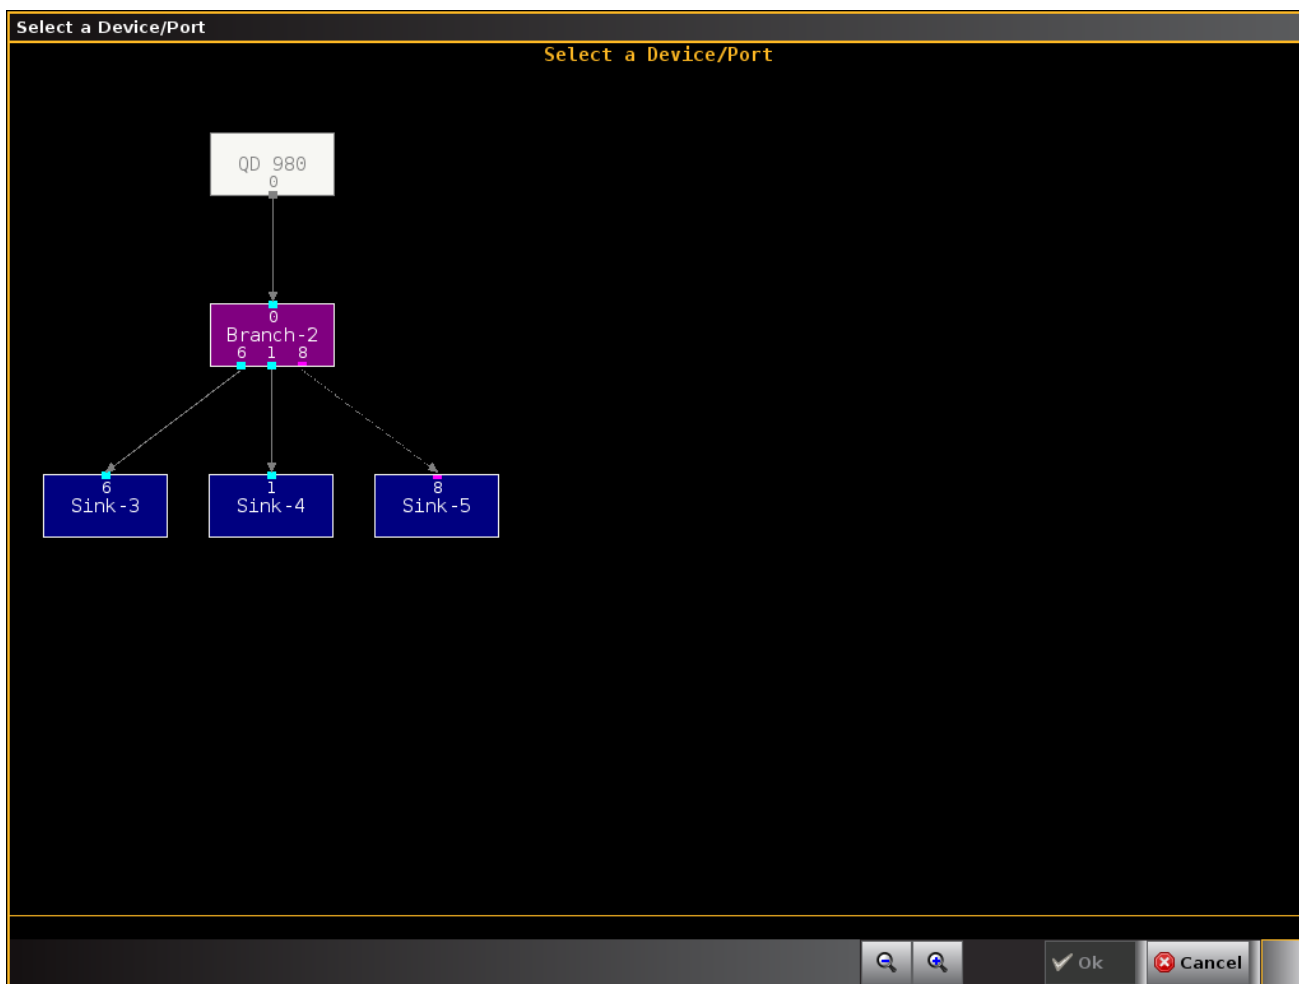 Select a Device/Port
Select a Device/Port
QD 980
0
0
Branch-2
6 1 8
6 1 8
Sink-3 Sink-4 Sink-5
Ok Cancel